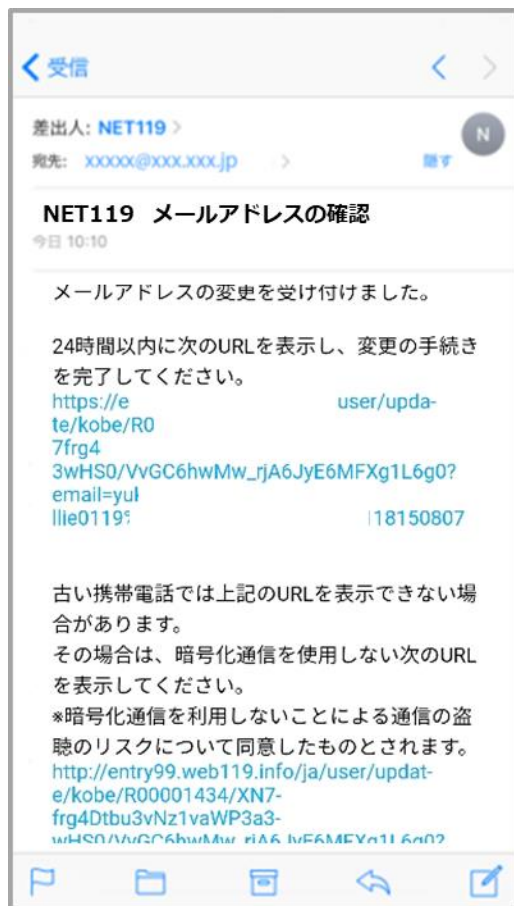 受信
差出人: NET119
宛先: xxxxx@xxx.xxx.jp 隠す
N
NET119 メールアドレスの確認
今日 10:10
メールアドレスの変更を受け付けました。
24時間以内に次のURLを表示し、変更の手続き
を完了してください。
https://e user/upda-
te/kobe/R0
7frg4
3wHS0/VvGC6hwMw_rjA6JyE6MFXg1L6g0?
email=yul
llie0119 18150807
古い携帯電話では上記のURLを表示できない場
合があります。
その場合は、暗号化通信を使用しない次のURL
を表示してください。
※暗号化通信を利用しないことによる通信の盗
聴のリスクについて同意したものとされます。
http://entry99.web119.info/ja/user/updat-
e/kobe/R00001434/XN7-
frg4Dtbu3vNz1vaWP3a3-
wHS0/VvGC6hwMw_rjA6JyE6MFXg1L6g0?